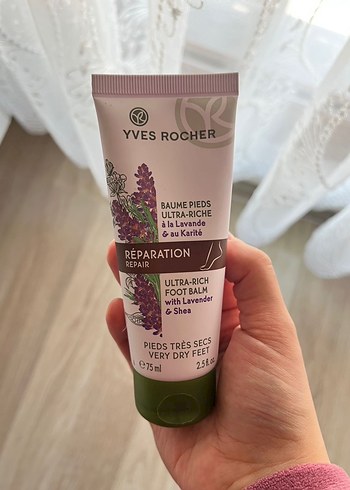 YVES ROCHER
BAUME PIEDS
ULTRA-RICHE
à la Lavande
& au Karité
RÉPARATION
REPAIR
ULTRA-RICH
FOOT BALM
with Lavender
& Shea
PIEDS TRÈS SECS
VERY DRY FEET
℮ 75 ml 2.5 fl. oz.